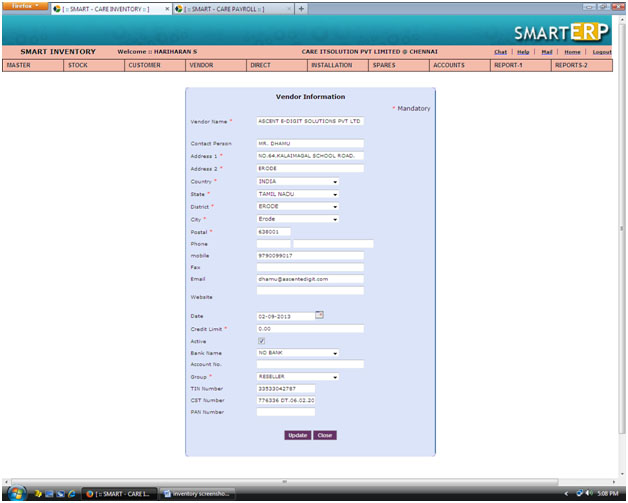 Firefox
[ :: SMART - CARE INVENTORY :: ] × [ :: SMART - CARE PAYROLL :: ] × +
SMARTERP
SMART INVENTORY Welcome :: HARIHARAN S CARE ITSOLUTION PVT LIMITED @ CHENNAI Chat | Help | Mail | Home | Logout
MASTER STOCK CUSTOMER VENDOR DIRECT INSTALLATION SPARES ACCOUNTS REPORT-1 REPORTS-2
Vendor Information
* Mandatory
Vendor Name * ASCENT E-DIGIT SOLUTIONS PVT LTD
Contact Person MR. DHAMU
Address 1 * NO:64.KALAIMAGAL SCHOOL ROAD.
Address 2 * ERODE
Country * INDIA
State * TAMIL NADU
District * ERODE
City * Erode
Postal * 638001
Phone
mobile 9790099017
Fax
Email dhamu@ascentedigit.com
Website
Date 02-09-2013
Credit Limit * 0.00
Active
Bank Name NO BANK
Account No.
Group * RESELLER
TIN Number 33533042787
CST Number 776336 DT.06.02.20
PAN Number
Update Close
[ :: SMART - CARE I... inventory screensho... 5:08 PM